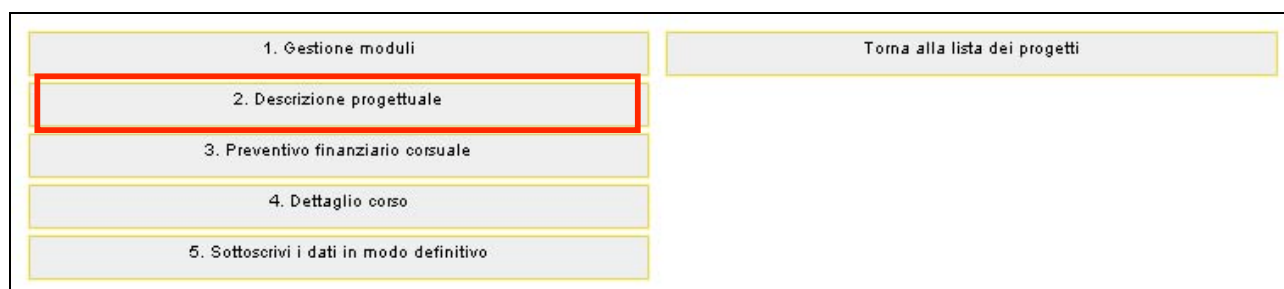 1. Gestione moduli
Torna alla lista dei progetti
2. Descrizione progettuale
3. Preventivo finanziario corsuale
4. Dettaglio corso
5. Sottoscrivi i dati in modo definitivo